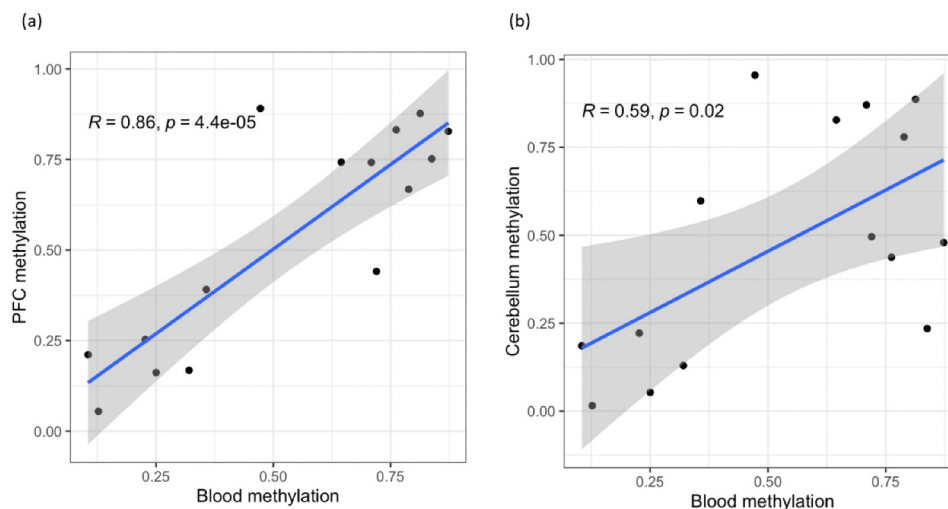 (a)
R = 0.86, p = 4.4e-05
PFC methylation
1.00
0.75
0.50
0.25
0.00
0.25
0.50
0.75
Blood methylation
(b)
R = 0.59, p = 0.02
Cerebellum methylation
1.00
0.75
0.50
0.25
0.00
0.25
0.50
0.75
Blood methylation